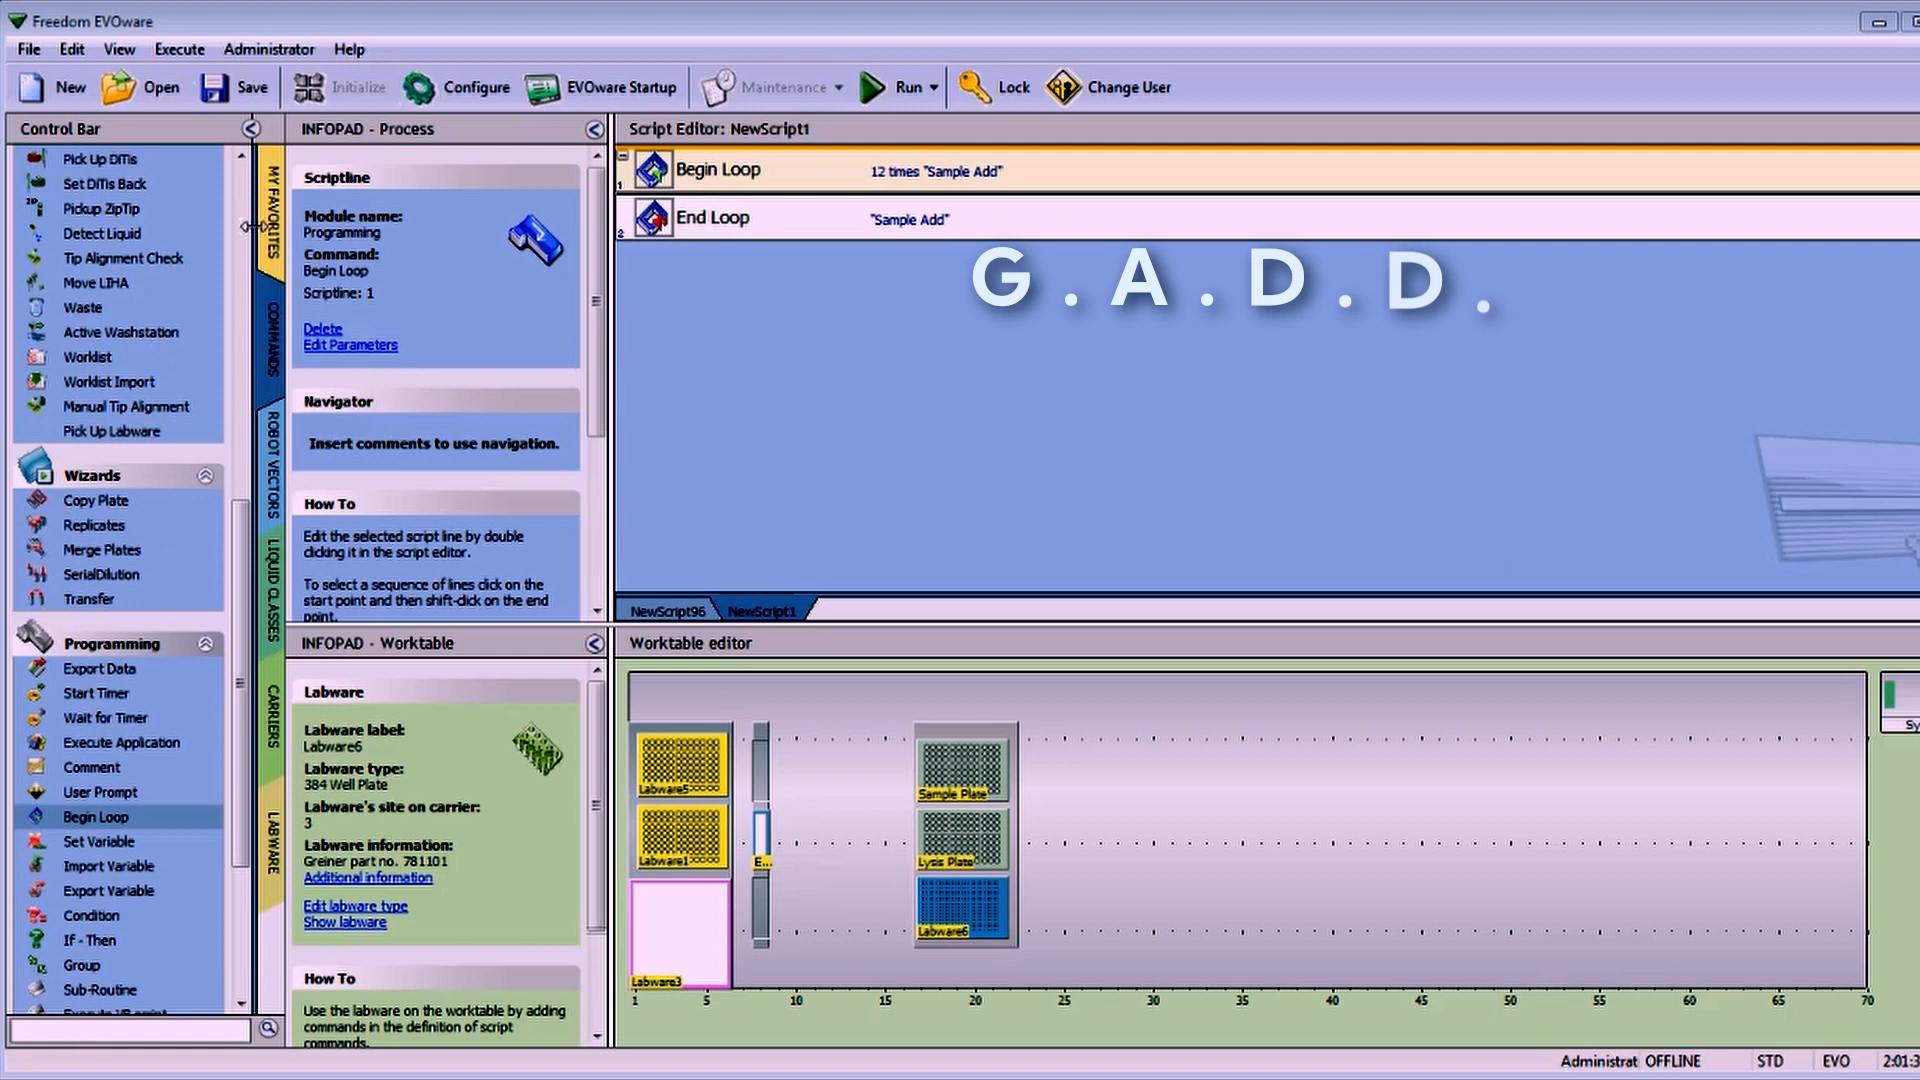 Freedom EVOware
File Edit View Execute Administrator Help
New Open Save Initialize Configure EVOware Startup Maintenance Run Lock Change User
Control Bar
Pick Up DiTis
Set DiTis Back
Pickup ZipTip
Detect Liquid
Tip Alignment Check
Move LIHA
Waste
Active Washstation
Worklist
Worklist Import
Manual Tip Alignment
Pick Up Labware
Wizards
Copy Plate
Replicates
Merge Plates
SerialDilution
Transfer
Programming
Export Data
Start Timer
Wait for Timer
Execute Application
Comment
User Prompt
Begin Loop
Set Variable
Import Variable
Export Variable
Condition
If - Then
Group
Sub-Routine
Execute VB script
MY FAVORITES
COMMANDS
ROBOT VECTORS
LIQUID CLASSES
CARRIERS
LABWARE
INFOPAD - Process
Scriptline
Module name:
Programming
Command:
Begin Loop
Scriptline: 1
Delete
Edit Parameters
Navigator
Insert comments to use navigation.
How To
Edit the selected script line by double
clicking it in the script editor.
To select a sequence of lines click on the
start point and then shift-click on the end
point.
INFOPAD - Worktable
Labware
Labware label:
Labware6
Labware type:
384 Well Plate
Labware's site on carrier:
3
Labware information:
Greiner part no. 781101
Additional information
Edit labware type
Show labware
How To
Use the labware on the worktable by adding
commands in the definition of script
commands.
Script Editor: NewScript1
1 Begin Loop 12 times "Sample Add"
2 End Loop "Sample Add"
G.A.D.D.
NewScript96 NewScript1
Worktable editor
Labware5
Labware1
Labware3
E...
Sample Plate
Lysis Plate
Labware6
Sy
1 5 10 15 20 25 30 35 40 45 50 55 60 65 70
Administrat OFFLINE STD EVO 2:01:3